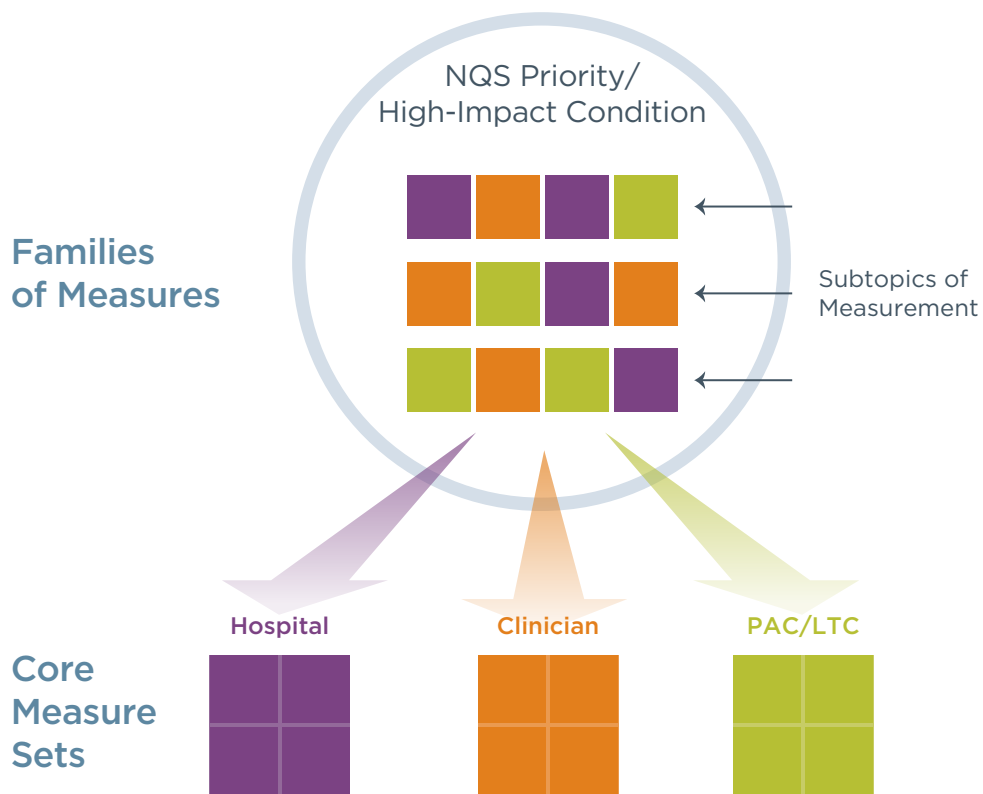 NQS Priority/
High-Impact Condition
Families
of Measures
Subtopics of
Measurement
Hospital
Clinician
PAC/LTC
Core
Measure
Sets